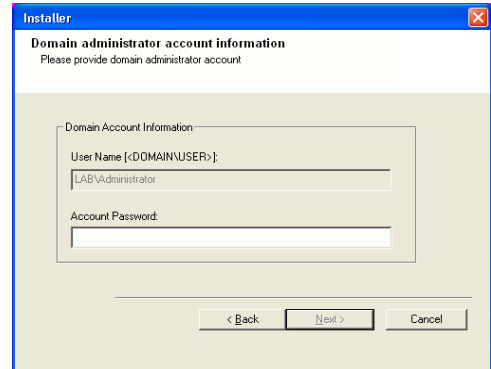 Installer
Domain administrator account information
Please provide domain administrator account
Domain Account Information
User Name [<DOMAIN\USER>]:
LAB\Administrator
Account Password:
< Back
Next >
Cancel